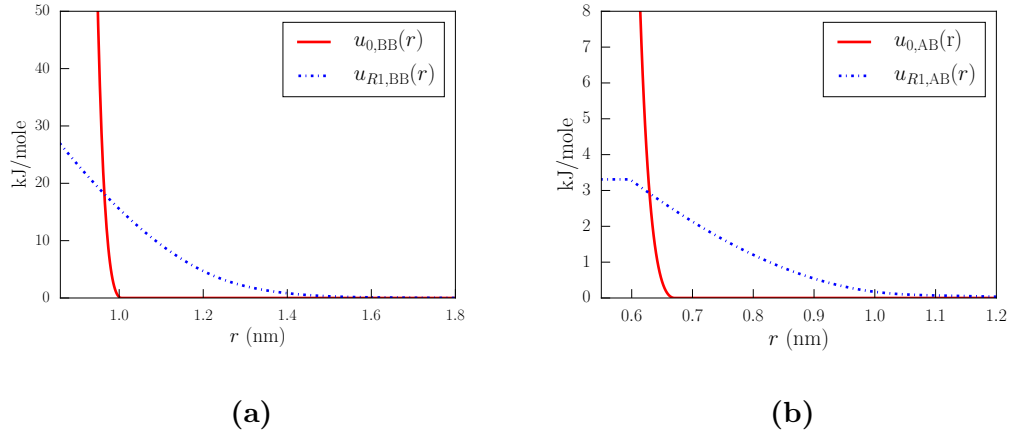 50
40
30
20
10
0
kJ/mole
1.0
1.2
1.4
1.6
1.8
r (nm)
u0,BB(r)
uR1,BB(r)
(a)
8
7
6
5
4
3
2
1
0
kJ/mole
0.6
0.7
0.8
0.9
1.0
1.1
1.2
r (nm)
u0,AB(r)
uR1,AB(r)
(b)